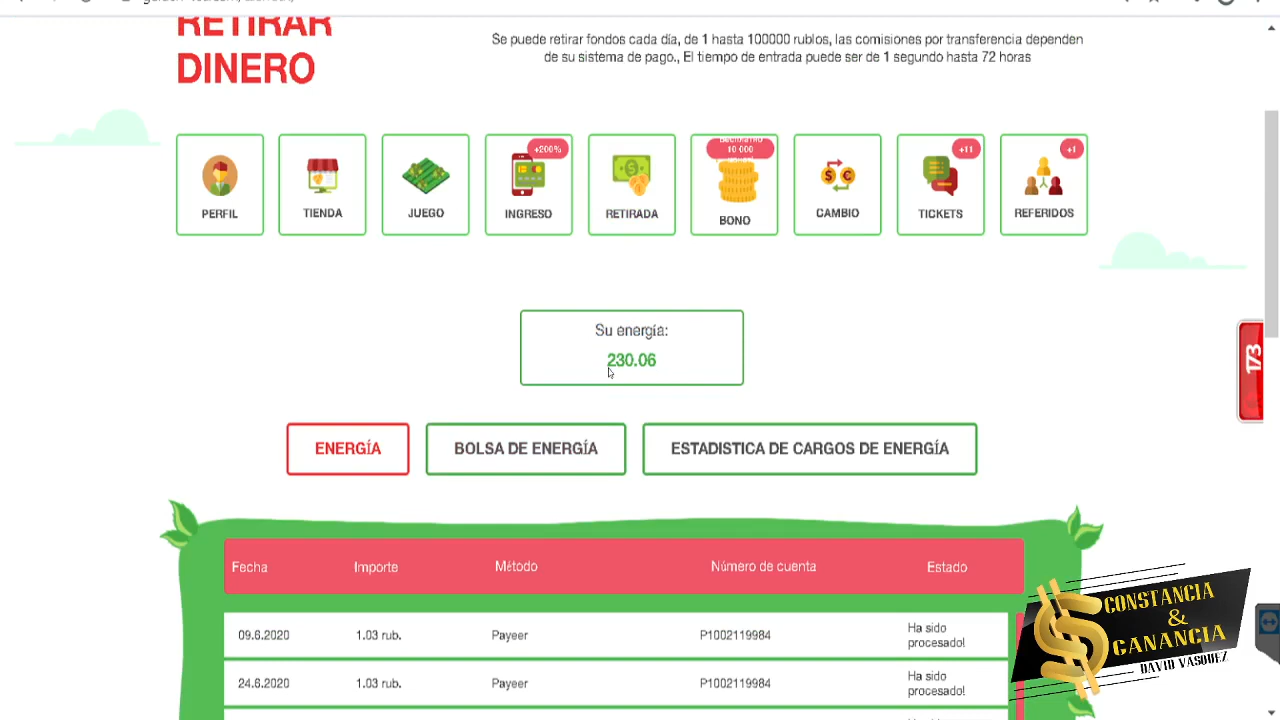 RETIRAR
DINERO
Se puede retirar fondos cada día, de 1 hasta 100000 rublos, las comisiones por transferencia dependen
de su sistema de pago., El tiempo de entrada puede ser de 1 segundo hasta 72 horas
PERFIL
TIENDA
JUEGO
+200%
INGRESO
RETIRADA
10 000
BONO
CAMBIO
+11
TICKETS
+1
REFERIDOS
Su energía:
230.06
173
ENERGÍA
BOLSA DE ENERGÍA
ESTADISTICA DE CARGOS DE ENERGÍA
Fecha Importe Método Número de cuenta Estado
09.6.2020 1.03 rub. Payeer P1002119984 Ha sido
procesado!
24.6.2020 1.03 rub. Payeer P1002119984 Ha sido
procesado!
CONSTANCIA
&
GANANCIA
DAVID VASQUEZ